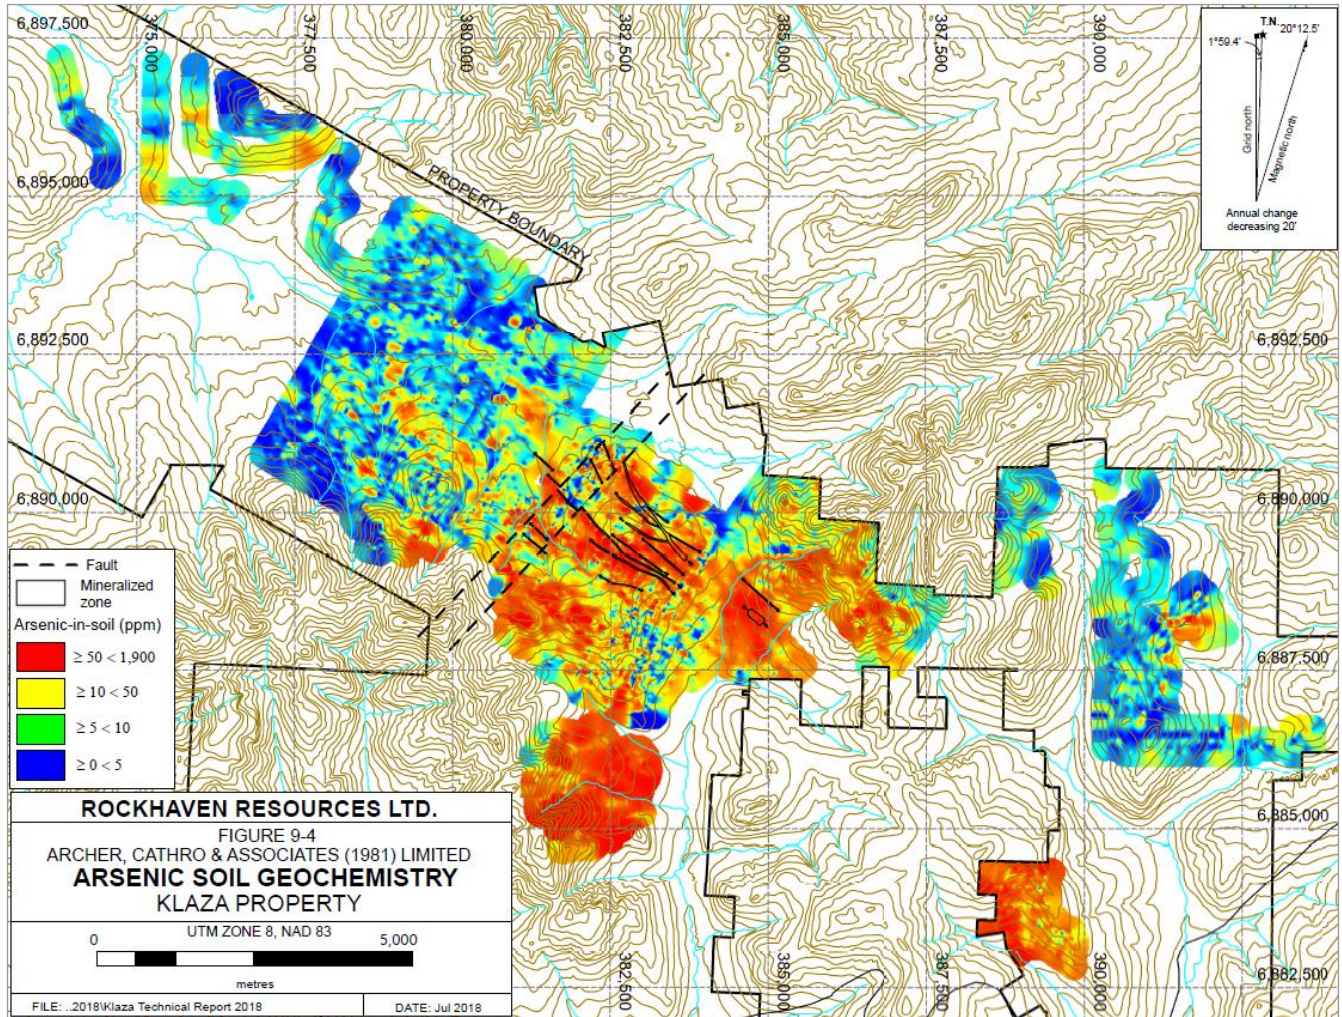 6,897,500
375,000
377,500
380,000
382,500
385,000
387,500
390,000
T.N.
1°59.4'
20°12.5'
Grid north
Magnetic north
Annual change
decreasing 20'
6,895,000
PROPERTY BOUNDARY
6,892,500
6,892,500
6,890,000
6,890,000
Fault
Mineralized
zone
Arsenic-in-soil (ppm)
≥ 50 < 1,900
≥ 10 < 50
≥ 5 < 10
≥ 0 < 5
6,887,500
6,885,000
6,882,500
ROCKHAVEN RESOURCES LTD.
FIGURE 9-4
ARCHER, CATHRO & ASSOCIATES (1981) LIMITED
ARSENIC SOIL GEOCHEMISTRY
KLAZA PROPERTY
UTM ZONE 8, NAD 83
0 5,000
metres
FILE: ..2018\Klaza Technical Report 2018
DATE: Jul 2018
382,500
385,000
387,500
390,000